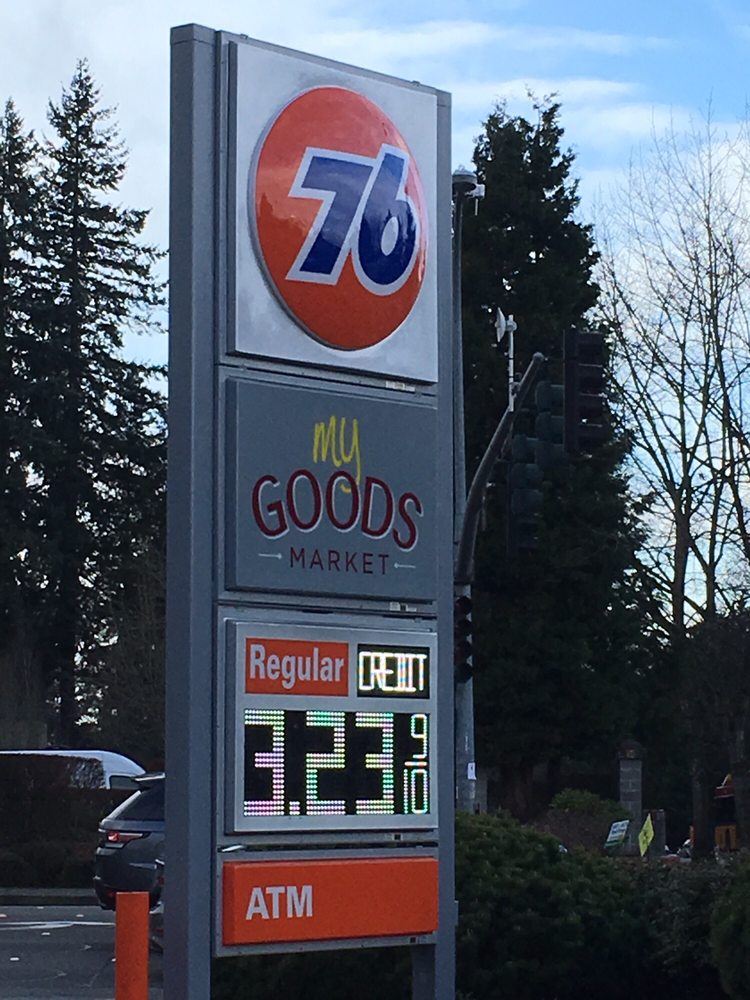 76
my
GOODS
MARKET
Regular CREDIT
3.23 9/10
ATM